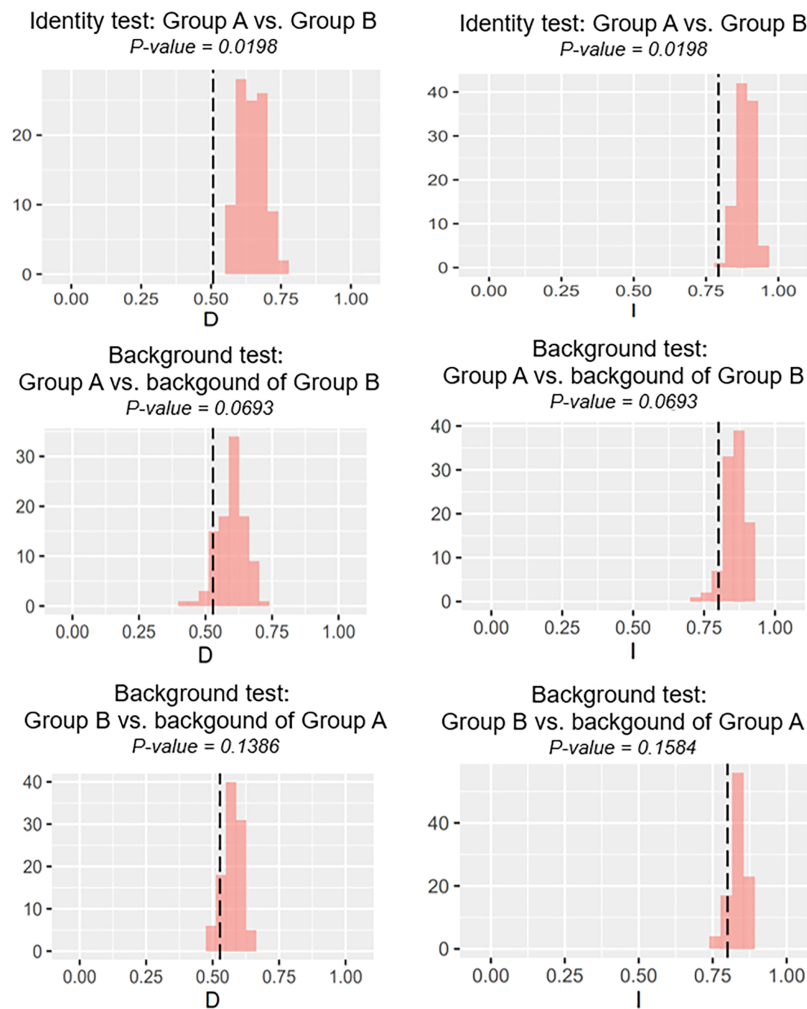 Identity test: Group A vs. Group B
P-value = 0.0198
20
10
0
0.00 0.25 0.50 0.75 1.00
D
Identity test: Group A vs. Group B
P-value = 0.0198
40
30
20
10
0
0.00 0.25 0.50 0.75 1.00
I
Background test:
Group A vs. backgound of Group B
P-value = 0.0693
30
20
10
0
0.00 0.25 0.50 0.75 1.00
D
Background test:
Group A vs. backgound of Group B
P-value = 0.0693
40
30
20
10
0
0.00 0.25 0.50 0.75 1.00
I
Background test:
Group B vs. backgound of Group A
P-value = 0.1386
40
30
20
10
0
0.00 0.25 0.50 0.75 1.00
D
Background test:
Group B vs. backgound of Group A
P-value = 0.1584
40
20
0
0.00 0.25 0.50 0.75 1.00
I